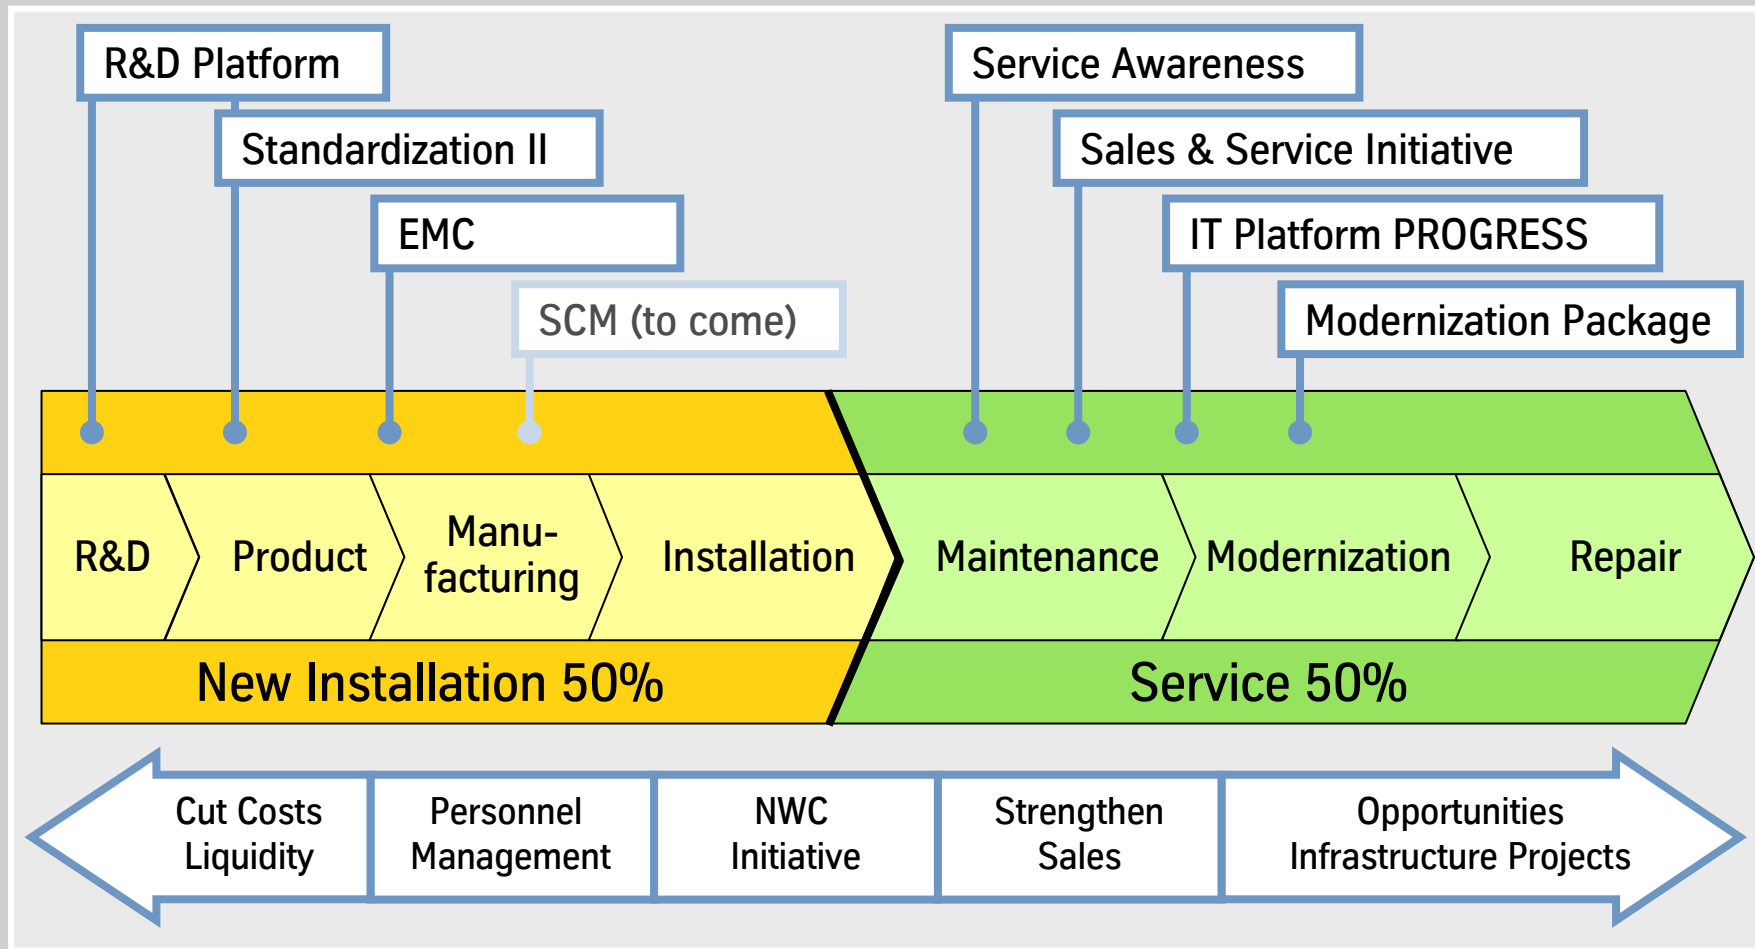 R&D Platform
Service Awareness
Standardization II
Sales & Service Initiative
EMC
IT Platform PROGRESS
SCM (to come)
Modernization Package
R&D
Product
Manu-
facturing
Installation
Maintenance
Modernization
Repair
New Installation 50%
Service 50%
Cut Costs
Liquidity
Personnel
Management
NWC
Initiative
Strengthen
Sales
Opportunities
Infrastructure Projects